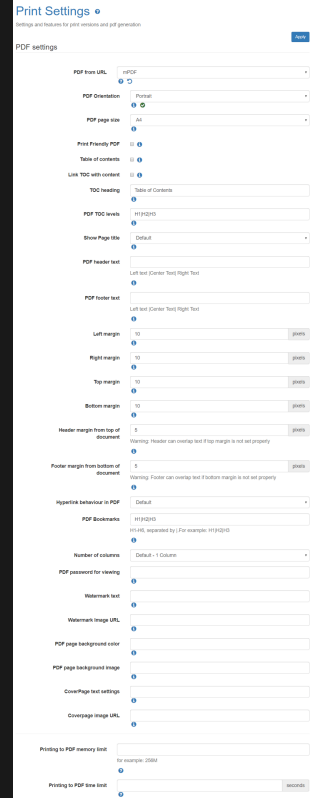 Print Settings
Settings and features for print versions and pdf generation
Apply
PDF settings
PDF from URL mPDF
PDF Orientation Portrait
PDF page size A4
Print Friendly PDF
Table of contents
Link TOC with content
TOC heading Table of Contents
PDF TOC levels H1|H2|H3
Show Page title Default
PDF header text
Left text |Center Text| Right Text
PDF footer text
Left text |Center Text| Right Text
Left margin 10 pixels
Right margin 10 pixels
Top margin 10 pixels
Bottom margin 10 pixels
Header margin from top of document 5 pixels
Warning: Header can overlap text if top margin is not set properly
Footer margin from bottom of document 5 pixels
Warning: Footer can overlap text if bottom margin is not set properly.
Hyperlink behaviour in PDF Default
PDF Bookmarks H1|H2|H3
H1-H6, separated by | For example: H1|H2|H3
Number of columns Default - 1 Column
PDF password for viewing
Watermark text
Watermark image URL
PDF page background color
PDF page background image
CoverPage text settings
Coverpage image URL
Printing to PDF memory limit
for example: 256M
Printing to PDF time limit seconds